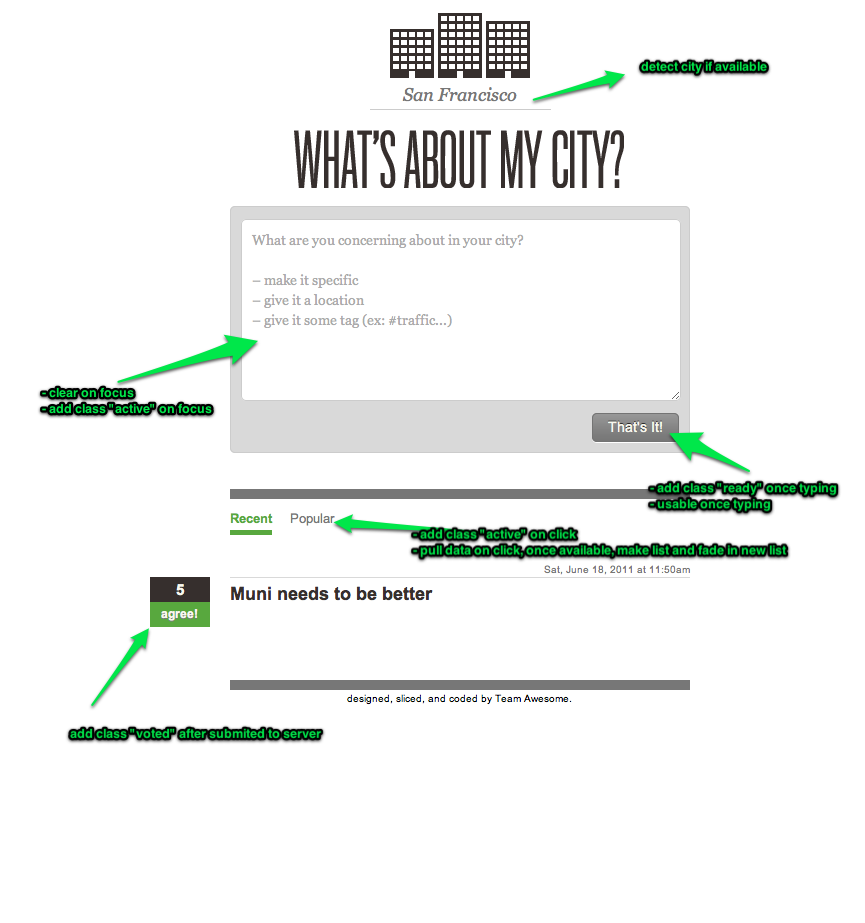 detect city if available
San Francisco
WHAT'S ABOUT MY CITY?
What are you concerning about in your city?
– make it specific
– give it a location
– give it some tag (ex: #traffic...)
- clear on focus
- add class "active" on focus
That's It!
- add class "ready" once typing
- usable once typing
Recent Popular
- add class "active" on click
- pull data on click, once available, make list and fade in new list
Sat, June 18, 2011 at 11:50am
5
agree!
Muni needs to be better
designed, sliced, and coded by Team Awesome.
add class "voted" after submited to server